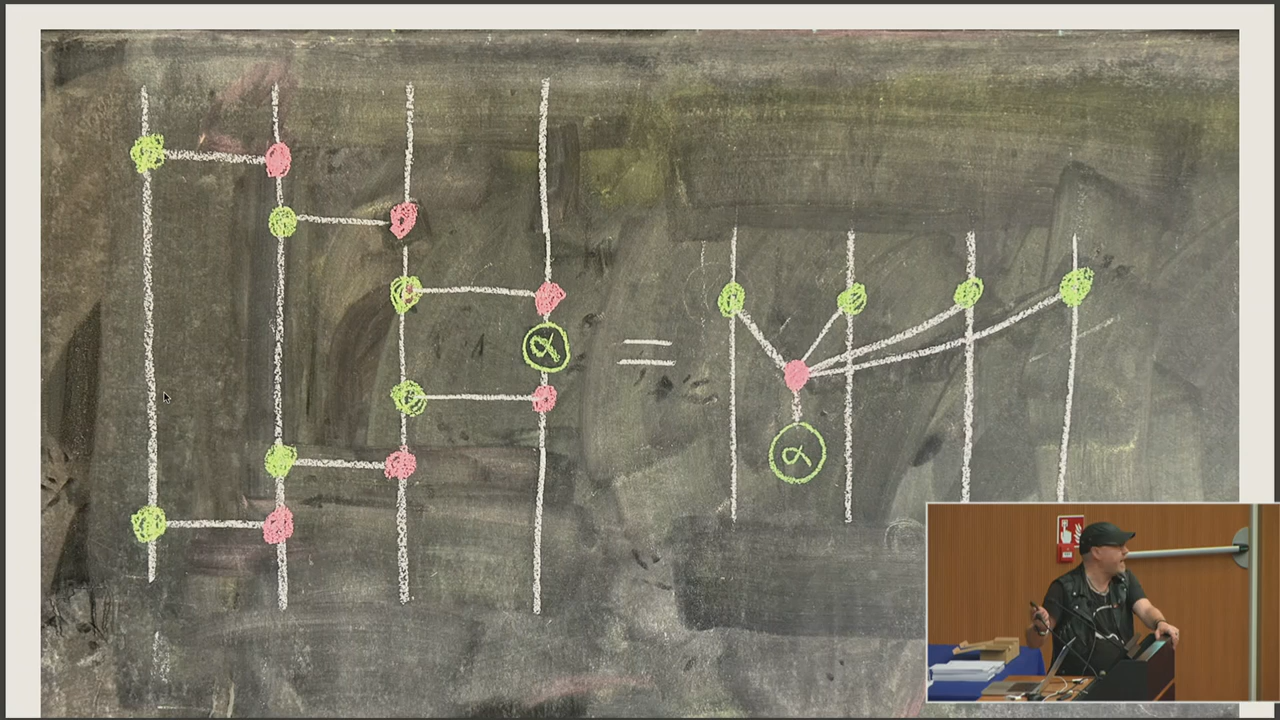 α
=
α